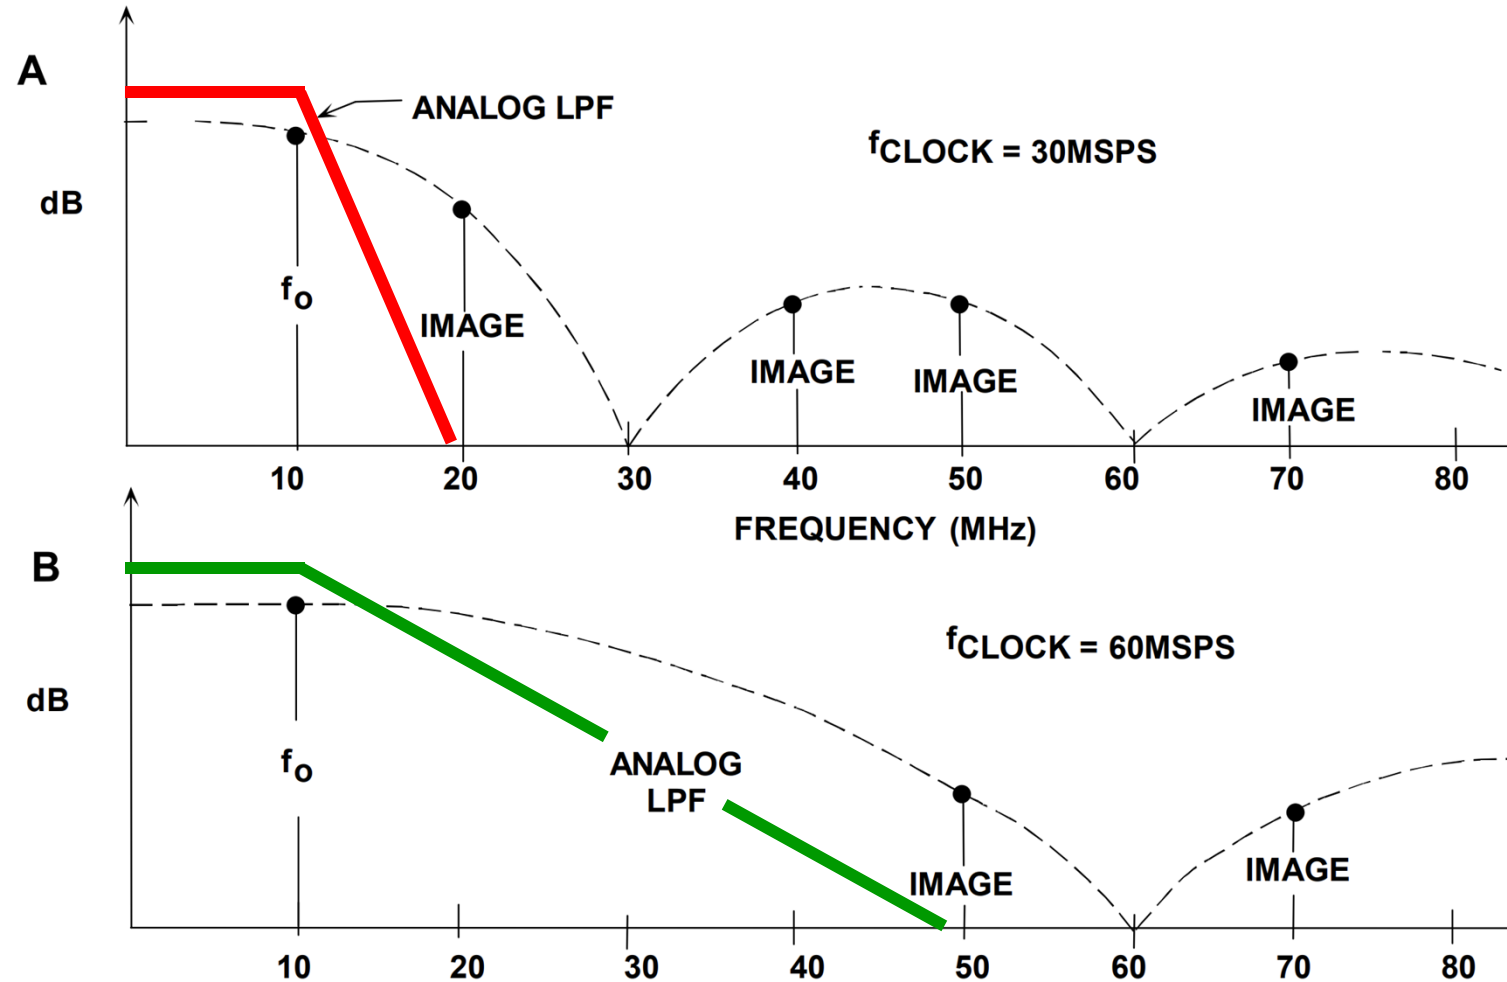 A
ANALOG LPF
fCLOCK = 30MSPS
dB
fO
IMAGE
IMAGE
IMAGE
IMAGE
10 20 30 40 50 60 70 80
FREQUENCY (MHz)
B
fCLOCK = 60MSPS
dB
fO
ANALOG
LPF
IMAGE
IMAGE
10 20 30 40 50 60 70 80